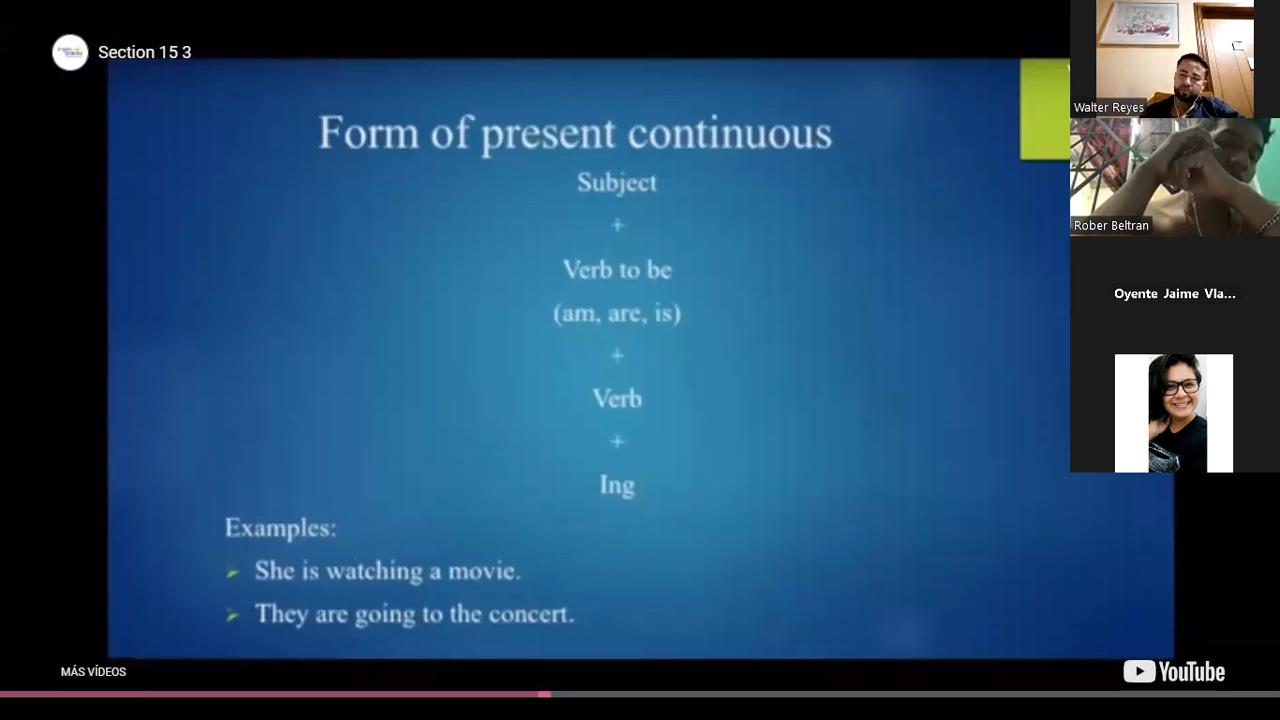 Section 15 3
Form of present continuous
Subject
+
Verb to be
(am, are, is)
+
Verb
+
Ing
Examples:
She is watching a movie.
They are going to the concert.
MÁS VÍDEOS
YouTube
Walter Reyes
Rober Beltran
Oyente Jaime Vla...